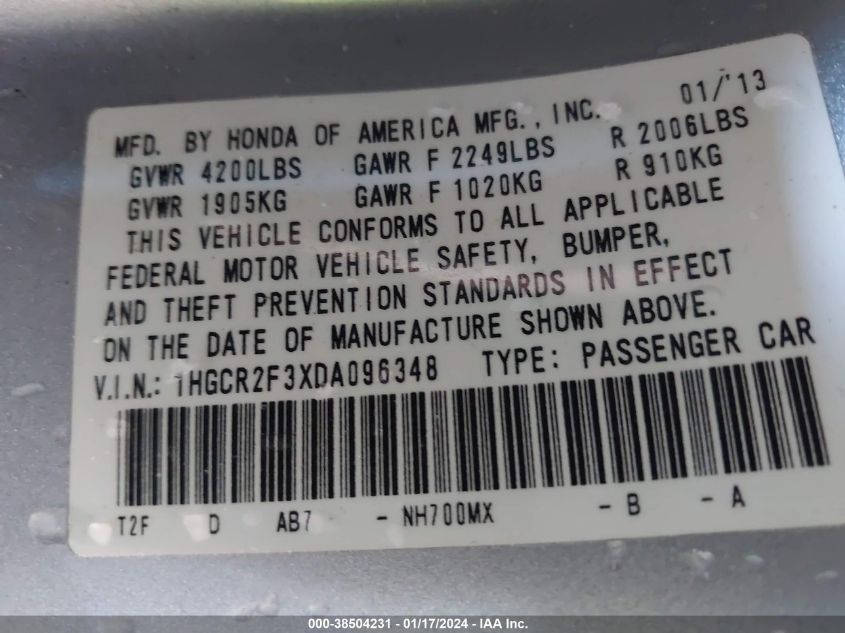 MFD. BY HONDA OF AMERICA MFG., INC. 01/'13
GVWR 4200LBS GAWR F 2249LBS R 2006LBS
GVWR 1905KG GAWR F 1020KG R 910KG
THIS VEHICLE CONFORMS TO ALL APPLICABLE
FEDERAL MOTOR VEHICLE SAFETY, BUMPER,
AND THEFT PREVENTION STANDARDS IN EFFECT
ON THE DATE OF MANUFACTURE SHOWN ABOVE.
V.I.N.: 1HGCR2F3XDA096348 TYPE: PASSENGER CAR
T2F D AB7 - NH700MX - B - A
000-38504231 - 01/17/2024 - IAA Inc.